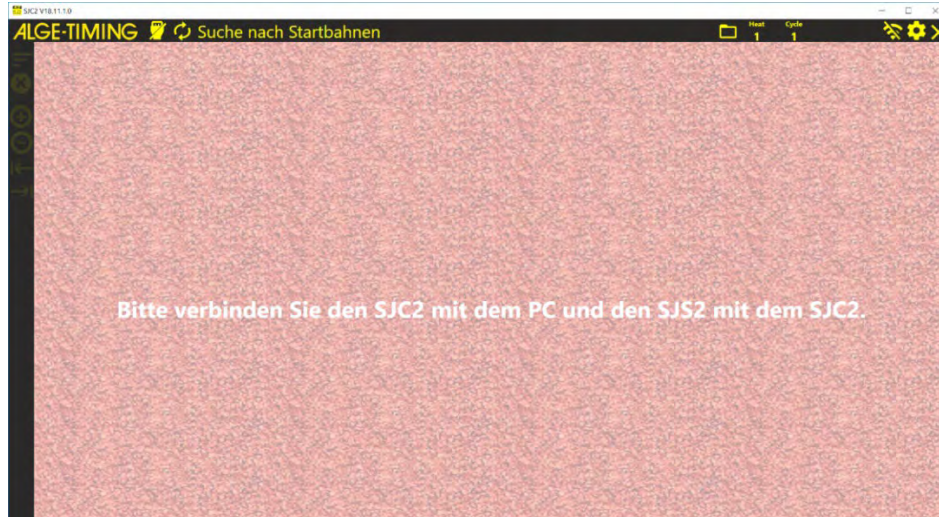 SJC2 V18.11.1.0
ALGE-TIMING Suche nach Startbahnen Heat 1 Cycle 1
Bitte verbinden Sie den SJC2 mit dem PC und den SJS2 mit dem SJC2.